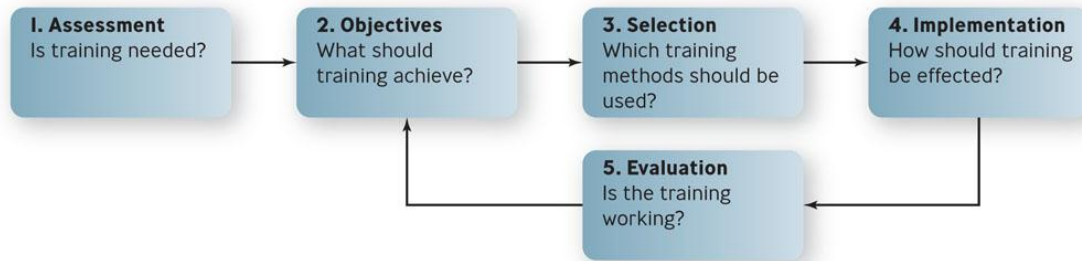 1. Assessment
Is training needed?
2. Objectives
What should
training achieve?
3. Selection
Which training
methods should be
used?
4. Implementation
How should training
be effected?
5. Evaluation
Is the training
working?